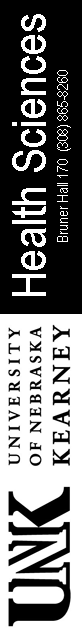 UNK
UNIVERSITY
OF NEBRASKA
KEARNEY
Health Sciences
Bruner Hall 170 (308) 865-8260